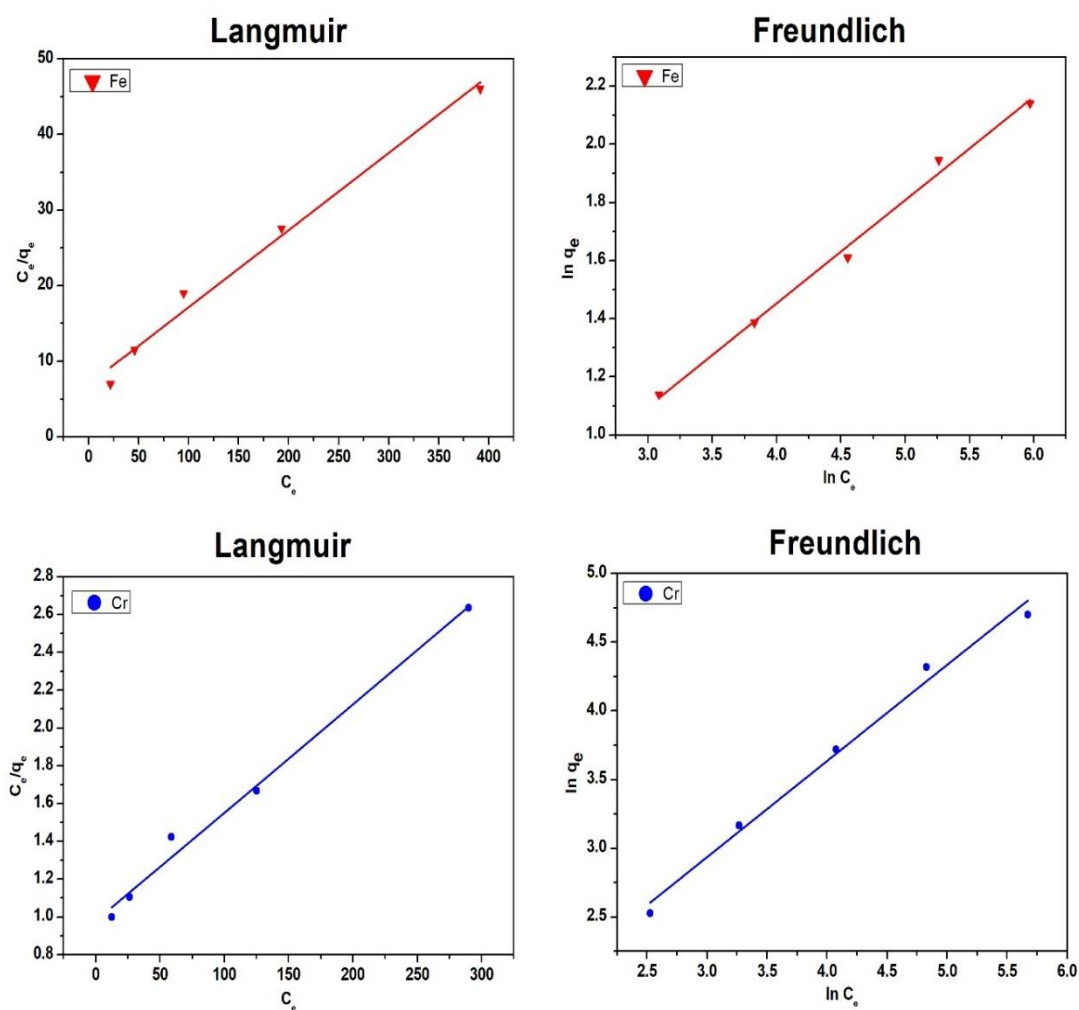 Langmuir
Fe
50
40
30
20
10
0
Ce/qe
0 50 100 150 200 250 300 350 400
Ce
Freundlich
Fe
2.2
2.0
1.8
1.6
1.4
1.2
1.0
ln qe
3.0 3.5 4.0 4.5 5.0 5.5 6.0
ln Ce
Langmuir
Cr
2.8
2.6
2.4
2.2
2.0
1.8
1.6
1.4
1.2
1.0
0.8
Ce/qe
0 50 100 150 200 250 300
Ce
Freundlich
Cr
5.0
4.5
4.0
3.5
3.0
2.5
ln qe
2.5 3.0 3.5 4.0 4.5 5.0 5.5 6.0
ln Ce